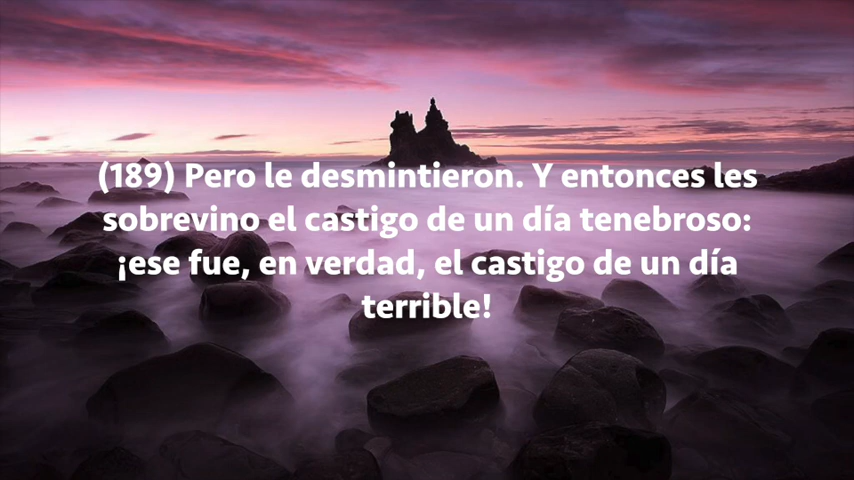 (189) Pero le desmintieron. Y entonces les
sobrevino el castigo de un día tenebroso:
¡ese fue, en verdad, el castigo de un día
terrible!